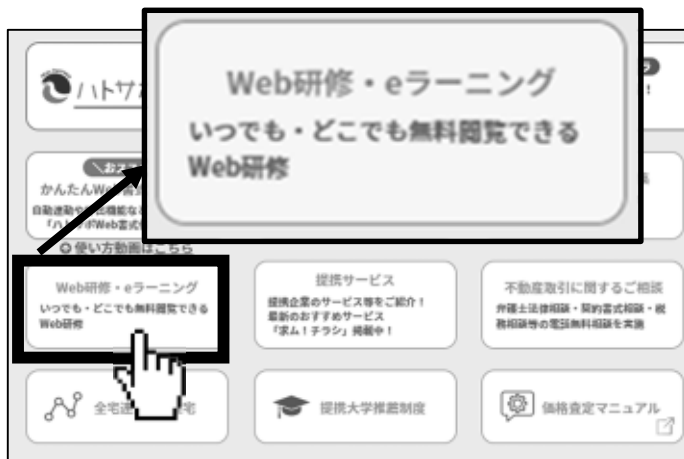 Web研修・eラーニング
いつでも・どこでも無料閲覧できる
Web研修
ハトサ
かんたんWeb
自動連動や
使い方動画はこちら
Web研修・eラーニング
いつでも・どこでも無料閲覧できる
Web研修
提携サービス
提携企業のサービス等をご紹介！
最新のおすすめサービス
「求ム！チラシ」掲載中！
不動産取引に関するご相談
弁護士法律相談・契約書式相談・税
務相談等の電話無料相談を実施
全宅連
宅
提携大学推薦制度
価格査定マニュアル